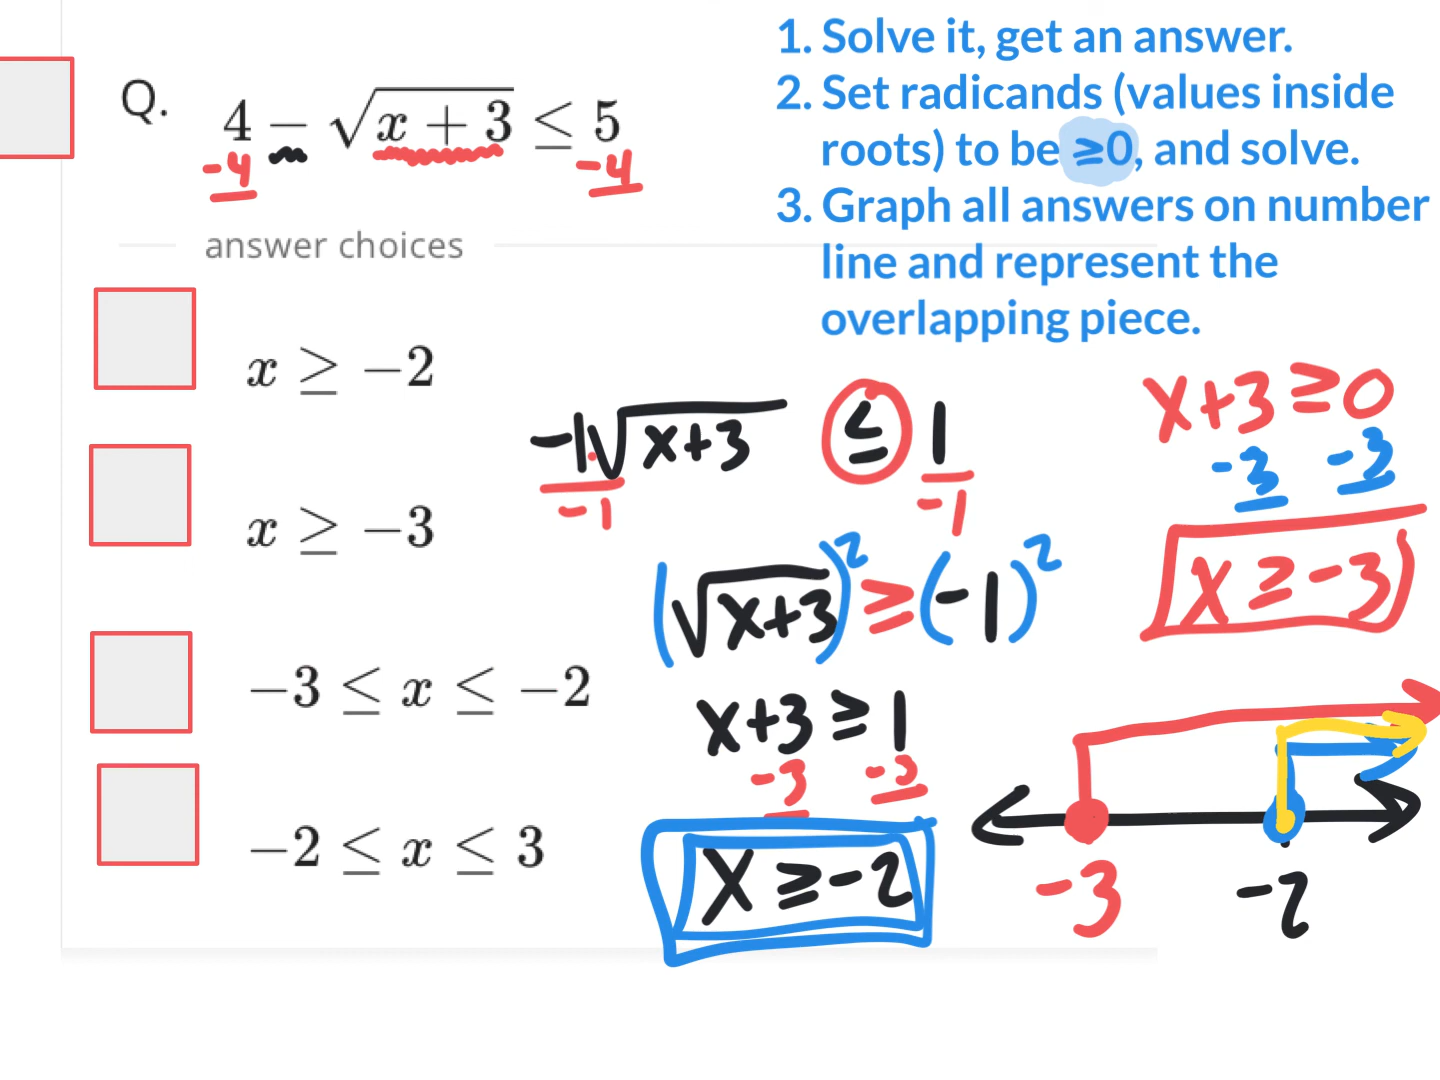 Q. 4 − √(x + 3) ≤ 5
-4 -4
answer choices
x ≥ −2
x ≥ −3
−3 ≤ x ≤ −2
−2 ≤ x ≤ 3
1. Solve it, get an answer.
2. Set radicands (values inside
roots) to be ≥0, and solve.
3. Graph all answers on number
line and represent the
overlapping piece.
-1√(x+3) ≤ 1
-1 -1
(√(x+3))² ≥ (-1)²
x+3 ≥ 1
-3 -3
x ≥ -2
x+3 ≥ 0
-3 -3
x ≥ -3
-3 -2